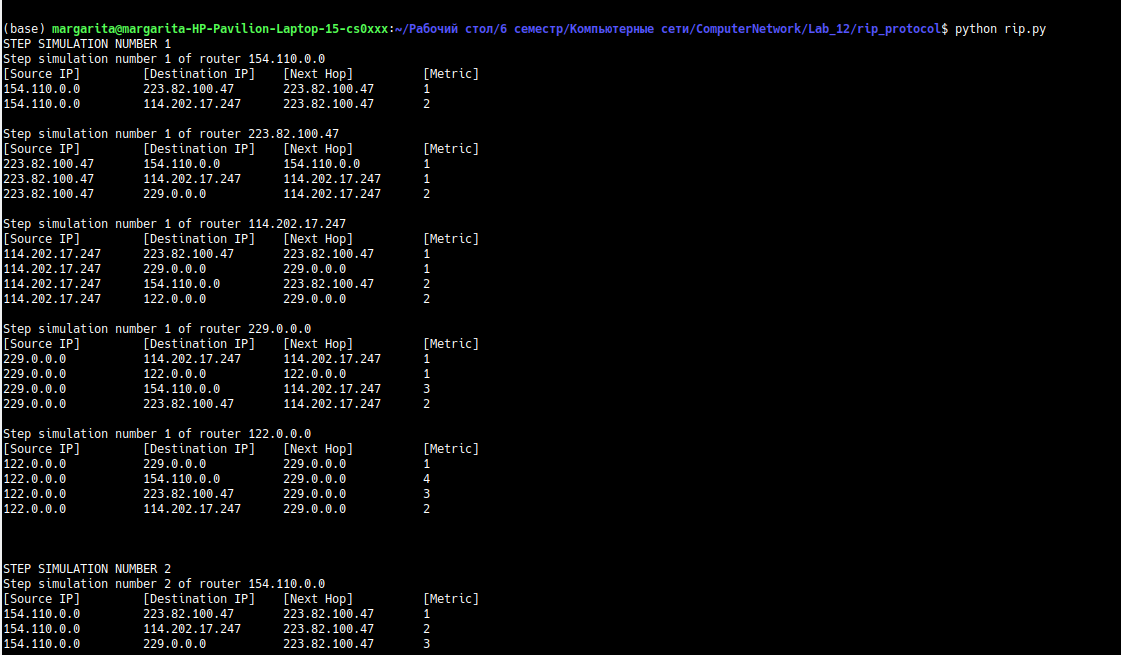 (base) margarita@margarita-HP-Pavilion-Laptop-15-cs0xxx:~/Рабочий стол/6 семестр/Компьютерные сети/ComputerNetwork/Lab_12/rip_protocol$ python rip.py
STEP SIMULATION NUMBER 1
Step simulation number 1 of router 154.110.0.0
[Source IP] [Destination IP] [Next Hop] [Metric]
154.110.0.0 223.82.100.47 223.82.100.47 1
154.110.0.0 114.202.17.247 223.82.100.47 2
Step simulation number 1 of router 223.82.100.47
[Source IP] [Destination IP] [Next Hop] [Metric]
223.82.100.47 154.110.0.0 154.110.0.0 1
223.82.100.47 114.202.17.247 114.202.17.247 1
223.82.100.47 229.0.0.0 114.202.17.247 2
Step simulation number 1 of router 114.202.17.247
[Source IP] [Destination IP] [Next Hop] [Metric]
114.202.17.247 223.82.100.47 223.82.100.47 1
114.202.17.247 229.0.0.0 229.0.0.0 1
114.202.17.247 154.110.0.0 223.82.100.47 2
114.202.17.247 122.0.0.0 229.0.0.0 2
Step simulation number 1 of router 229.0.0.0
[Source IP] [Destination IP] [Next Hop] [Metric]
229.0.0.0 114.202.17.247 114.202.17.247 1
229.0.0.0 122.0.0.0 122.0.0.0 1
229.0.0.0 154.110.0.0 114.202.17.247 3
229.0.0.0 223.82.100.47 114.202.17.247 2
Step simulation number 1 of router 122.0.0.0
[Source IP] [Destination IP] [Next Hop] [Metric]
122.0.0.0 229.0.0.0 229.0.0.0 1
122.0.0.0 154.110.0.0 229.0.0.0 4
122.0.0.0 223.82.100.47 229.0.0.0 3
122.0.0.0 114.202.17.247 229.0.0.0 2
STEP SIMULATION NUMBER 2
Step simulation number 2 of router 154.110.0.0
[Source IP] [Destination IP] [Next Hop] [Metric]
154.110.0.0 223.82.100.47 223.82.100.47 1
154.110.0.0 114.202.17.247 223.82.100.47 2
154.110.0.0 229.0.0.0 223.82.100.47 3